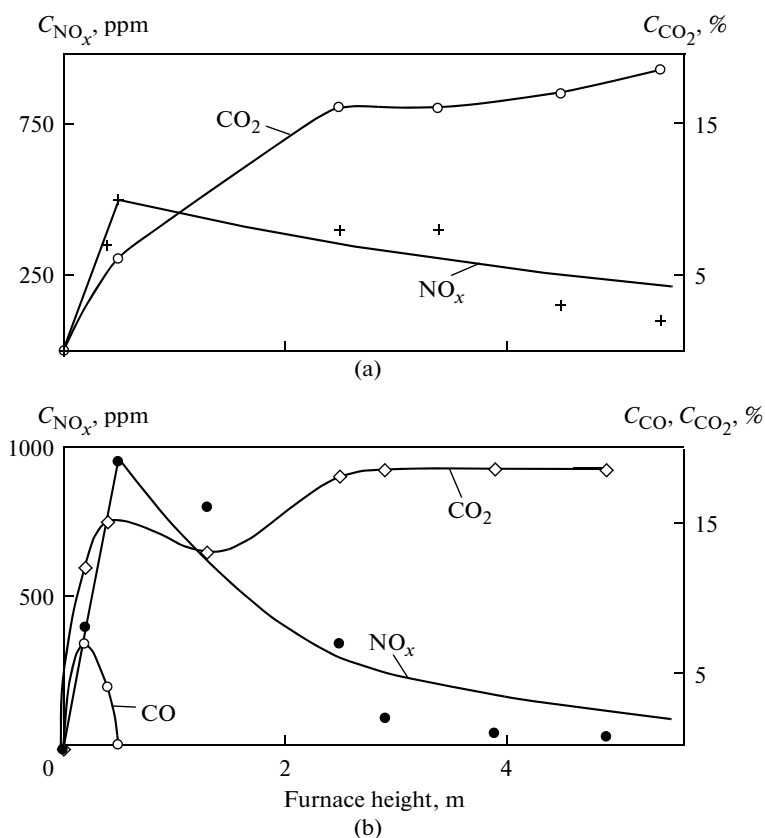 C_NOx, ppm C_CO2, %
750 15
CO2
250 5
NOx
(a)
C_NOx, ppm C_CO, C_CO2, %
1000
15
CO2
500
NOx
5
CO
0 2 4
Furnace height, m
(b)